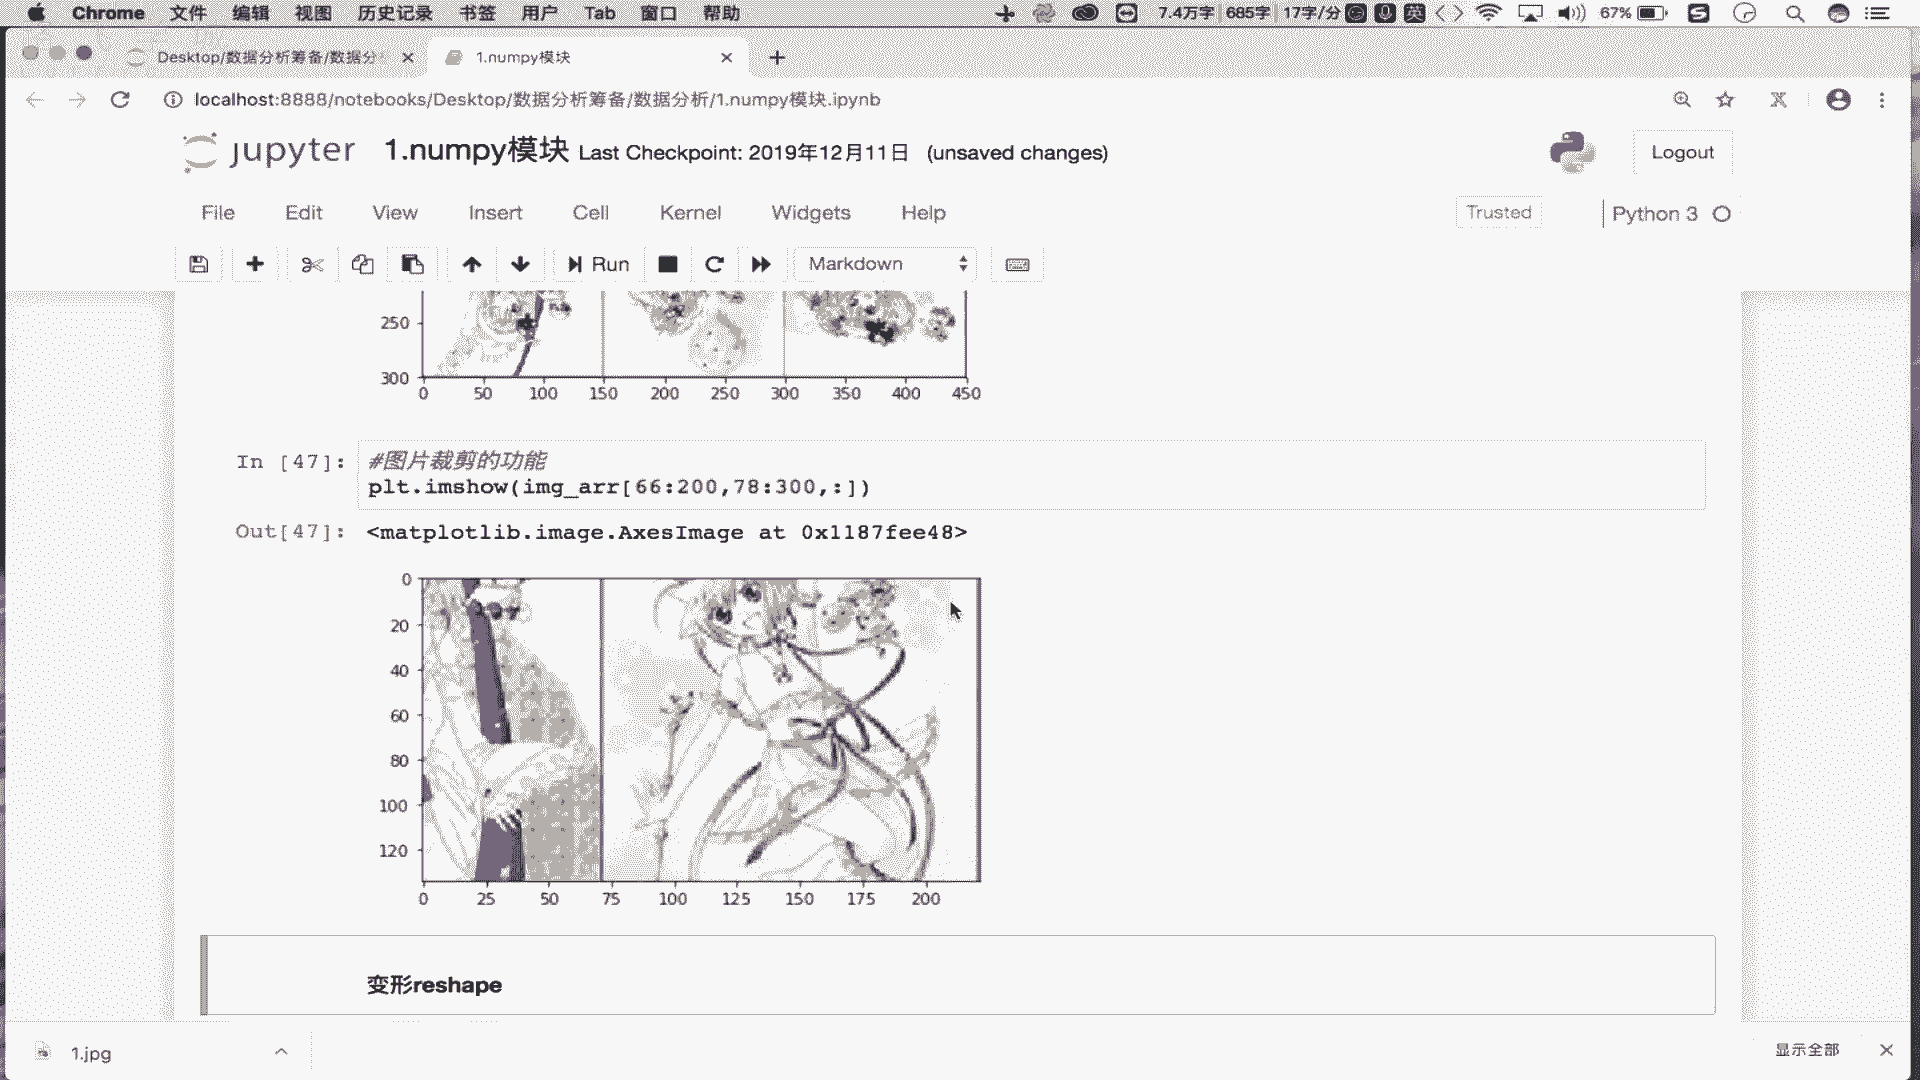 Chrome 文件 编辑 视图 历史记录 书签 用户 Tab 窗口 帮助 7.4万字 685字 17字/分 英 67%
Desktop/数据分析筹备/数据分 1.numpy模块
localhost:8888/notebooks/Desktop/数据分析筹备/数据分析/1.numpy模块.ipynb
jupyter 1.numpy模块 Last Checkpoint: 2019年12月11日 (unsaved changes) Logout
File Edit View Insert Cell Kernel Widgets Help Trusted Python 3
Run Markdown
250
300
0 50 100 150 200 250 300 350 400 450
In [47]: #图片裁剪的功能
plt.imshow(img_arr[66:200,78:300,:])
Out[47]: <matplotlib.image.AxesImage at 0x1187fee48>
0
20
40
60
80
100
120
0 25 50 75 100 125 150 175 200
变形reshape
1.jpg 显示全部